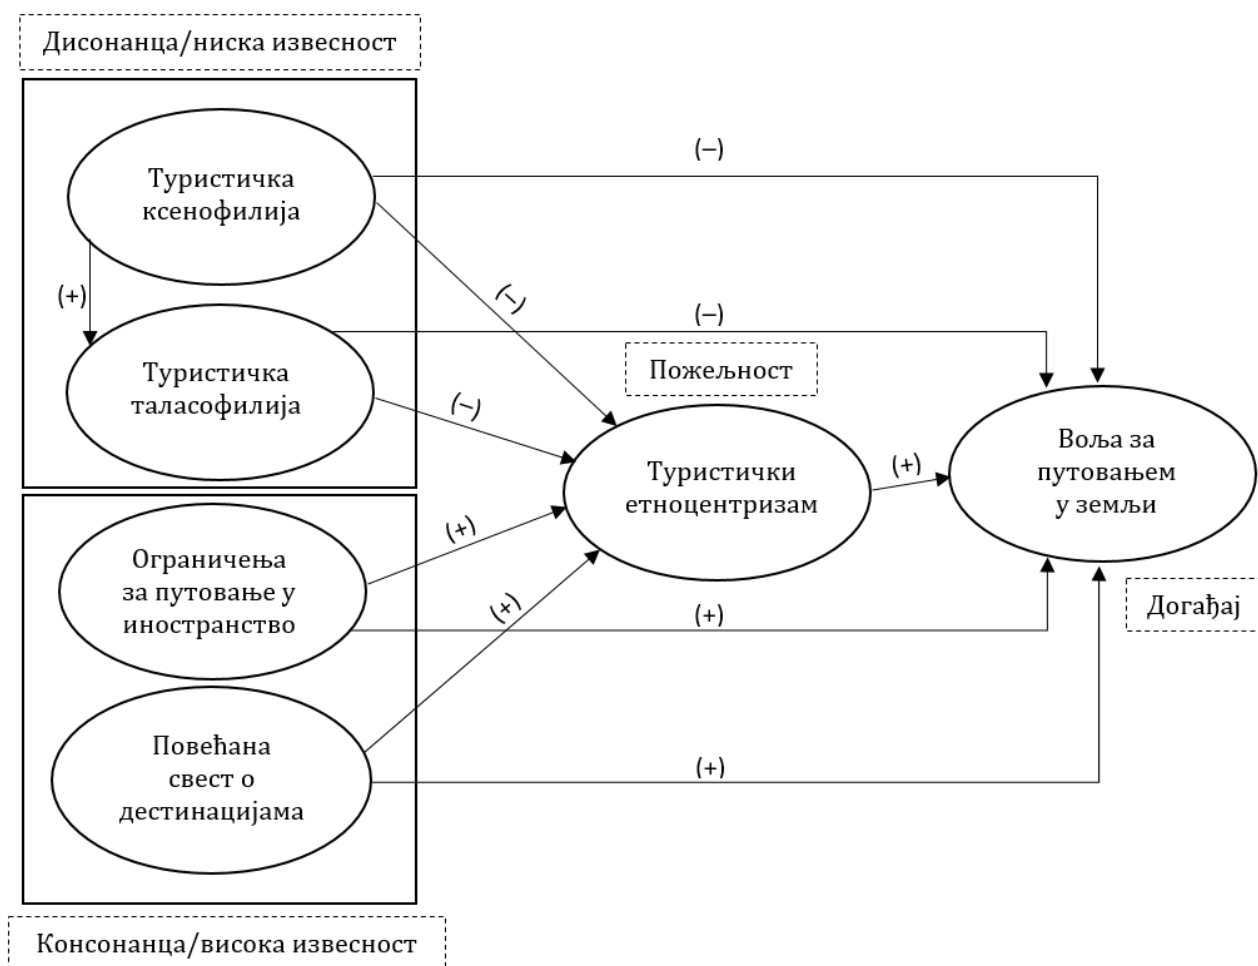 Дисонанца/ниска извесност
(–)
Туристичка
ксенофилија
(+)
(–)
(–)
Туристичка
таласофилија
(–)
Пожељност
Туристички
етноцентризам
(+)
Воља за
путовањем
у земљи
Ограничења
за путовање у
иностранство
(+)
(+)
(+)
Догађај
Повећана
свест о
дестинацијама
(+)
Консонанца/висока извесност